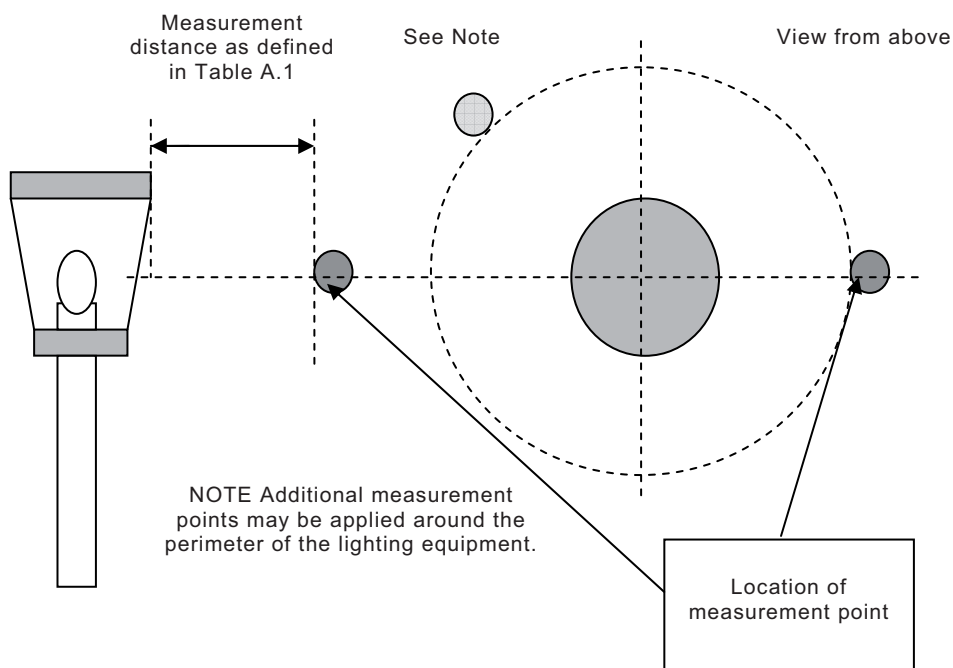 Measurement
distance as defined
in Table A.1
See Note
View from above
NOTE Additional measurement
points may be applied around the
perimeter of the lighting equipment.
Location of
measurement point